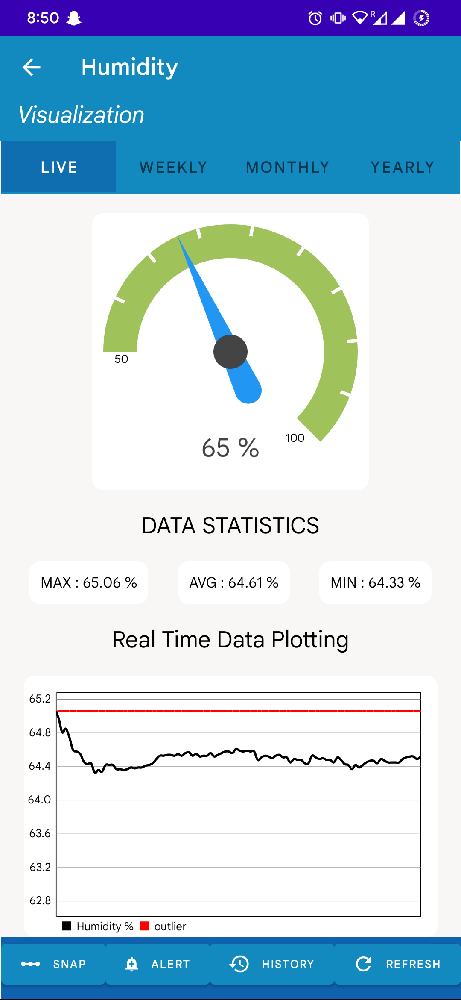 8:50
R
Humidity
Visualization
LIVE WEEKLY MONTHLY YEARLY
50
100
65 %
DATA STATISTICS
MAX : 65.06 % AVG : 64.61 % MIN : 64.33 %
Real Time Data Plotting
65.2
64.8
64.4
64.0
63.6
63.2
62.8
Humidity % outlier
SNAP ALERT HISTORY REFRESH